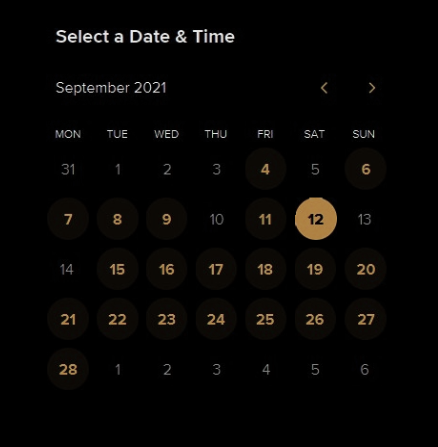 Select a Date & Time
September 2021
MON TUE WED THU FRI SAT SUN
31 1 2 3 4 5 6
7 8 9 10 11 12 13
14 15 16 17 18 19 20
21 22 23 24 25 26 27
28 1 2 3 4 5 6